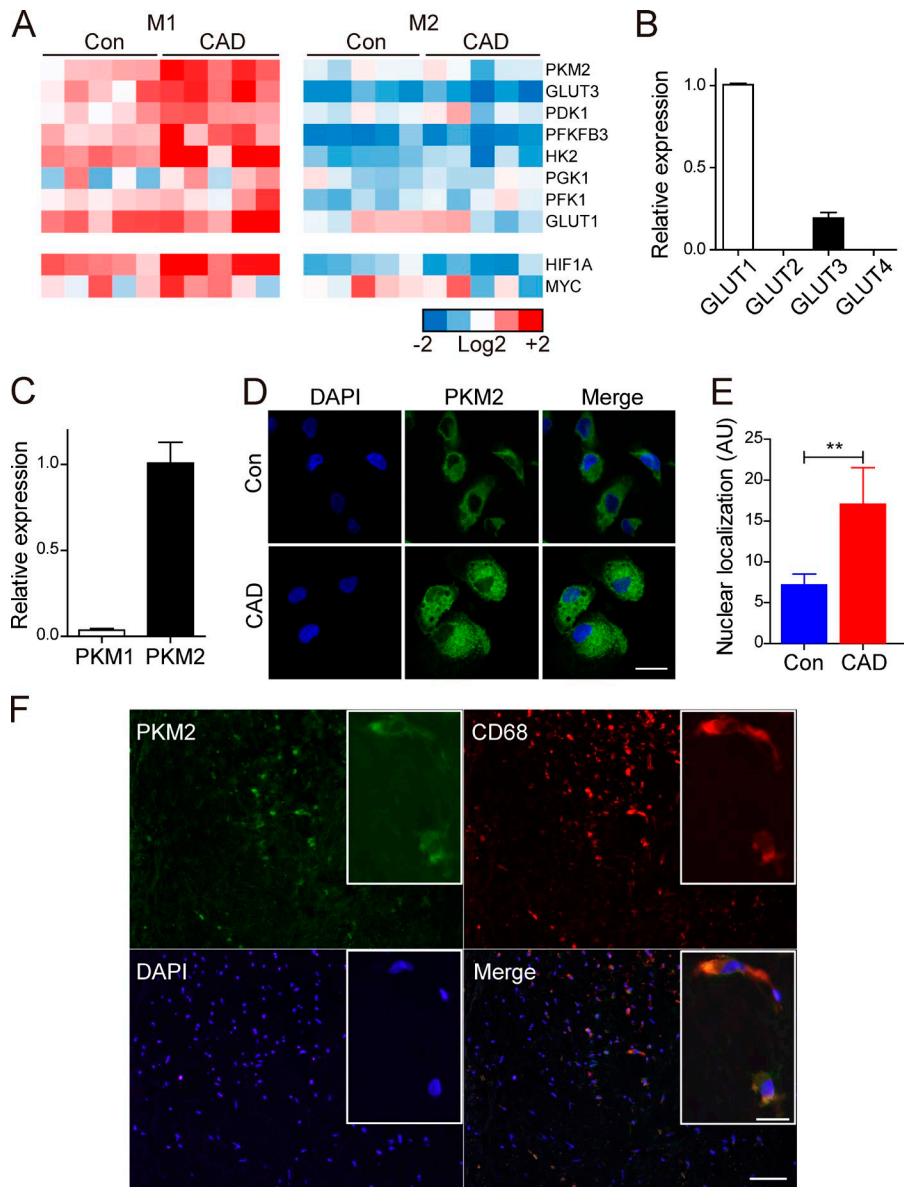 A
M1
M2
Con CAD Con CAD
PKM2
GLUT3
PDK1
PFKFB3
HK2
PGK1
PFK1
GLUT1
HIF1A
MYC
-2 Log2 +2
B
Relative expression
1.0
0.5
0.0
GLUT1 GLUT2 GLUT3 GLUT4
C
Relative expression
1.0
0.5
0.0
PKM1 PKM2
D
DAPI PKM2 Merge
Con
CAD
E
Nuclear localization (AU)
25
20
15
10
5
0
**
Con CAD
F
PKM2 CD68
DAPI Merge